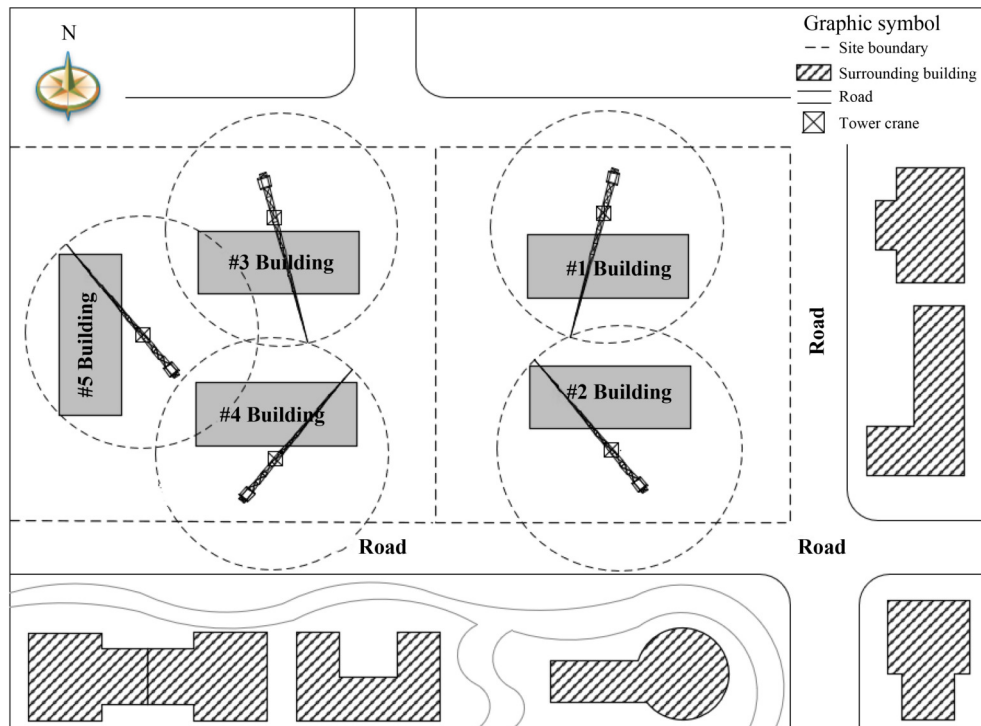 N
Graphic symbol
Site boundary
Surrounding building
Road
Tower crane
#3 Building
#1 Building
#5 Building
#4 Building
#2 Building
Road
Road
Road